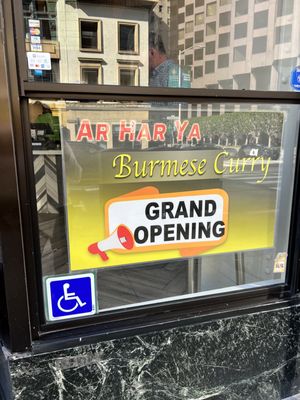 AR HAR YA
Burmese Curry
GRAND
OPENING